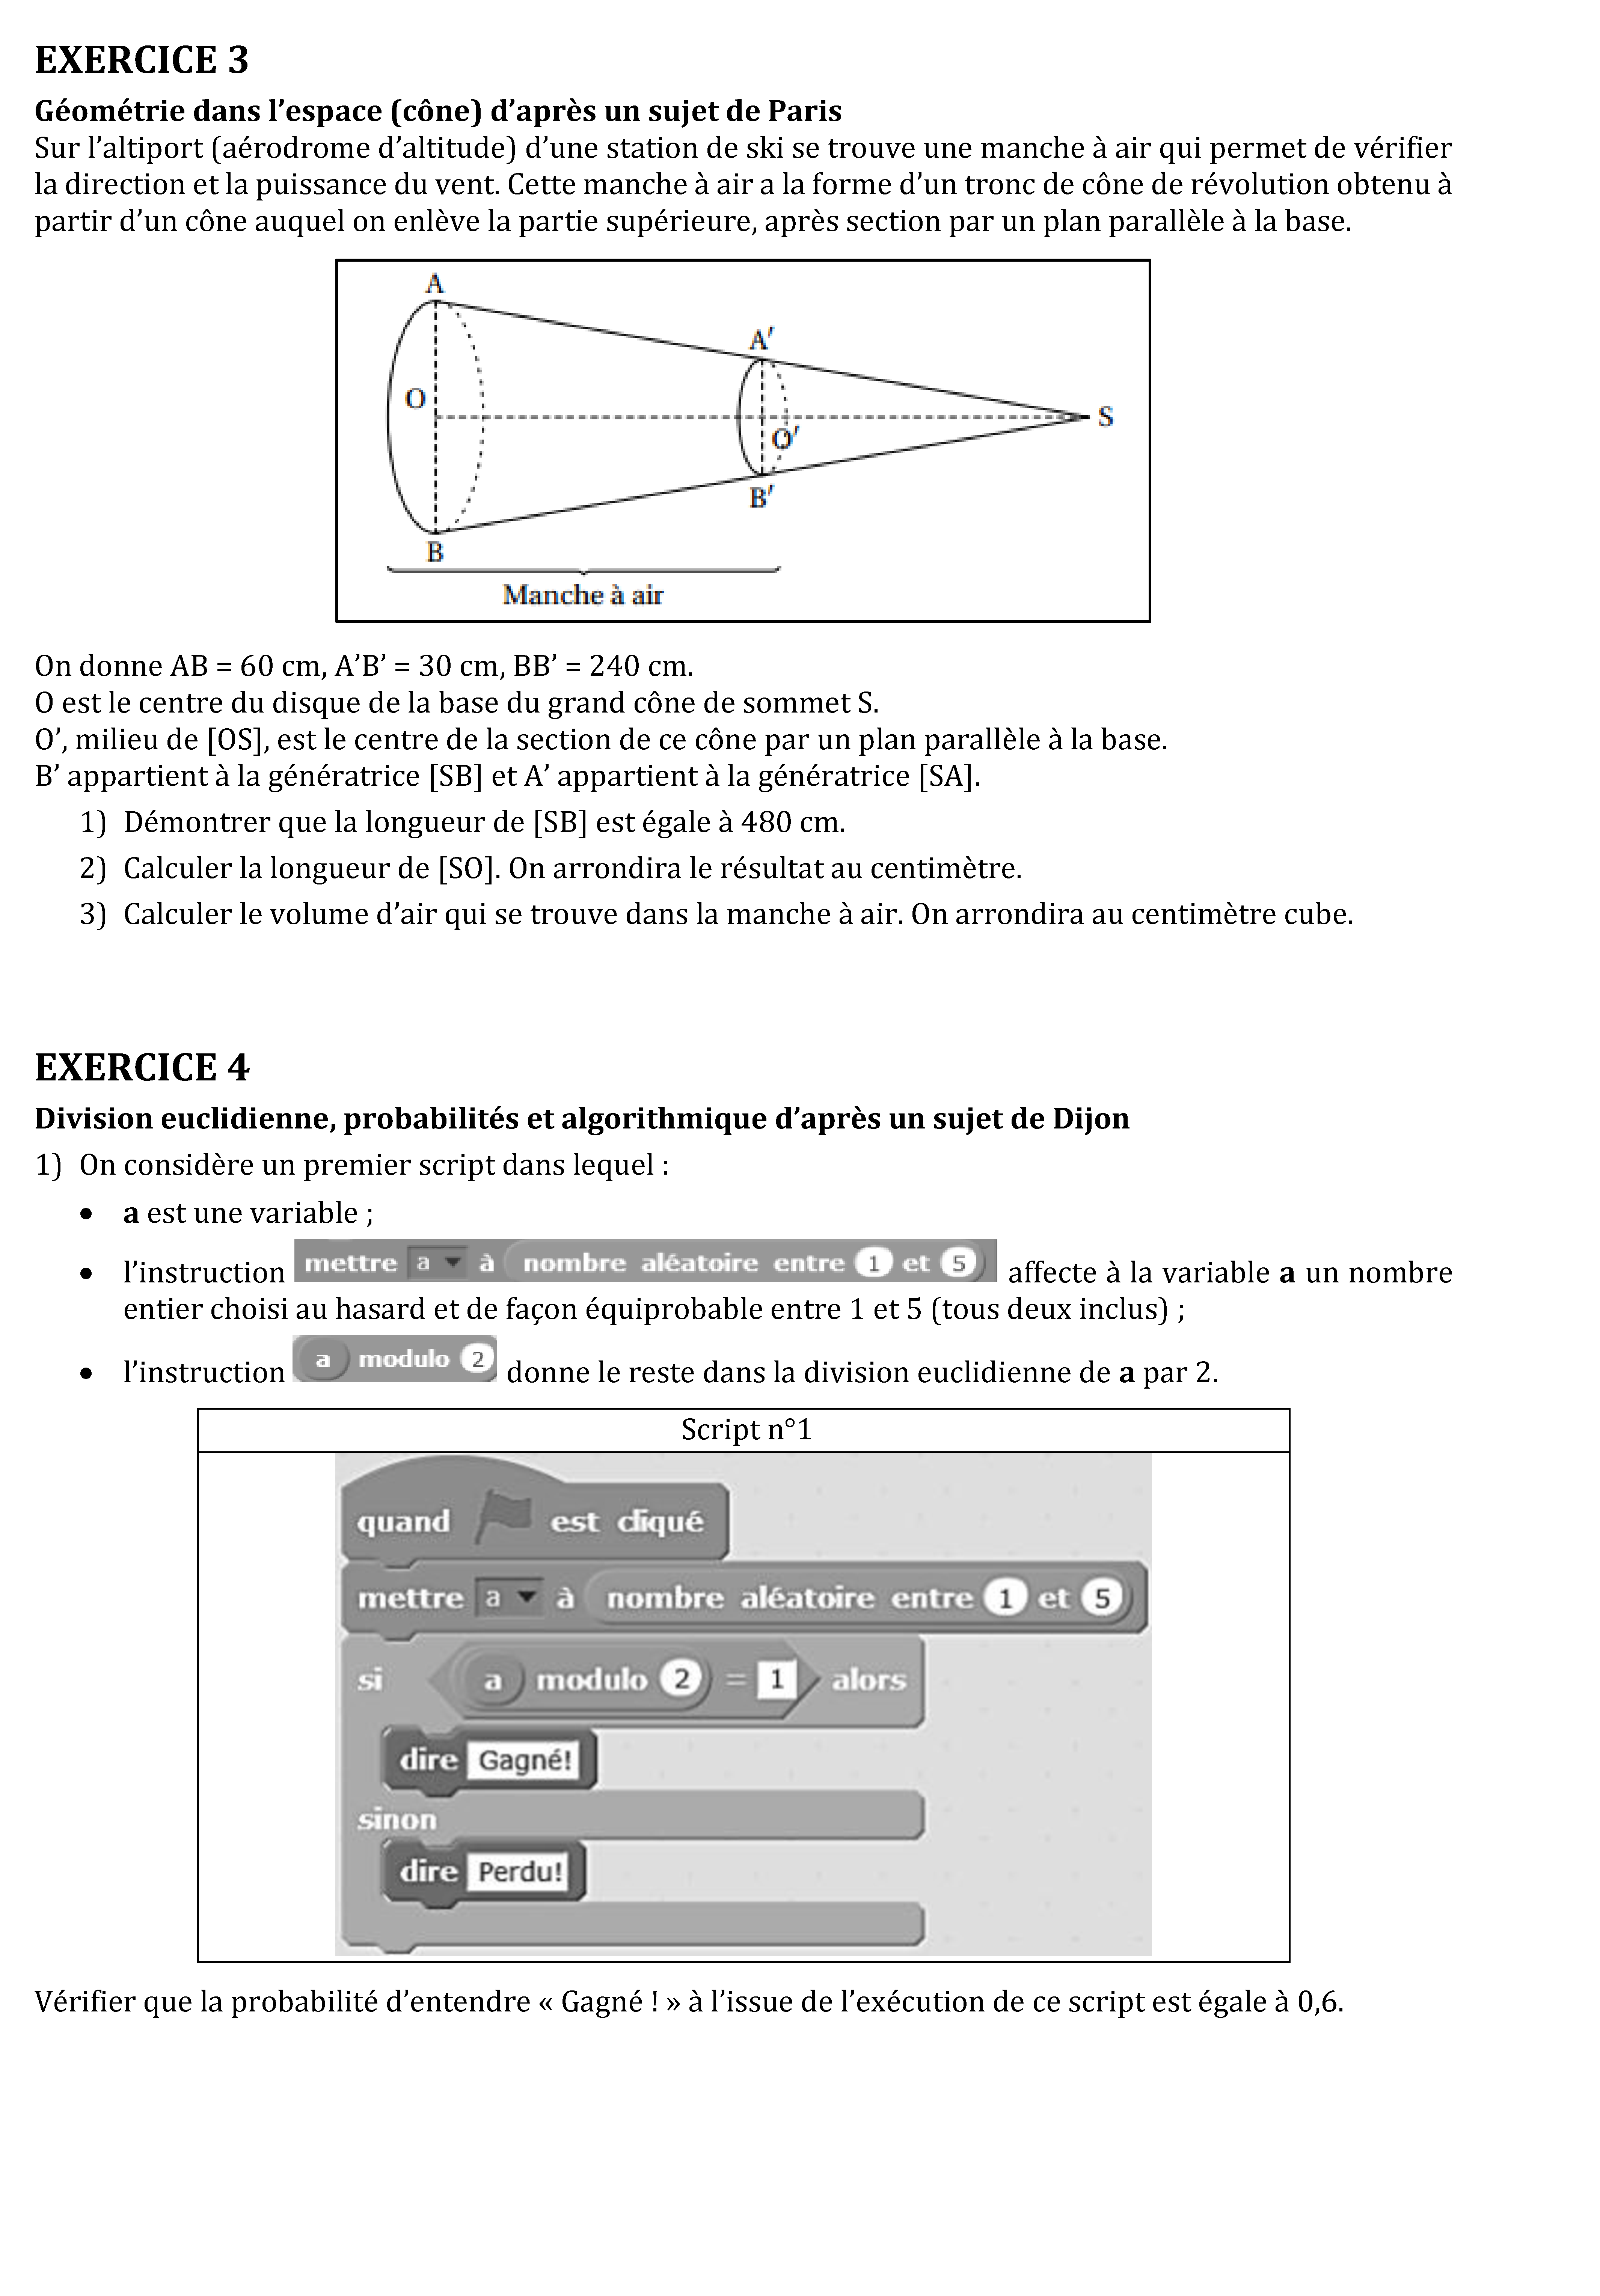 EXERCICE 3
Géométrie dans l’espace (cône) d’après un sujet de Paris
Sur l’altiport (aérodrome d’altitude) d’une station de ski se trouve une manche à air qui permet de vérifier
la direction et la puissance du vent. Cette manche à air a la forme d’un tronc de cône de révolution obtenu à
partir d’un cône auquel on enlève la partie supérieure, après section par un plan parallèle à la base.
A
A′
O
S
O′
B′
B
Manche à air
On donne AB = 60 cm, A’B’ = 30 cm, BB’ = 240 cm.
O est le centre du disque de la base du grand cône de sommet S.
O’, milieu de [OS], est le centre de la section de ce cône par un plan parallèle à la base.
B’ appartient à la génératrice [SB] et A’ appartient à la génératrice [SA].
1) Démontrer que la longueur de [SB] est égale à 480 cm.
2) Calculer la longueur de [SO]. On arrondira le résultat au centimètre.
3) Calculer le volume d’air qui se trouve dans la manche à air. On arrondira au centimètre cube.
EXERCICE 4
Division euclidienne, probabilités et algorithmique d’après un sujet de Dijon
1) On considère un premier script dans lequel :
• a est une variable ;
• l’instruction mettre a à nombre aléatoire entre 1 et 5 affecte à la variable a un nombre
entier choisi au hasard et de façon équiprobable entre 1 et 5 (tous deux inclus) ;
• l’instruction a modulo 2 donne le reste dans la division euclidienne de a par 2.
Script n°1
quand est cliqué
mettre a à nombre aléatoire entre 1 et 5
si a modulo 2 = 1 alors
dire Gagné!
sinon
dire Perdu!
Vérifier que la probabilité d’entendre « Gagné ! » à l’issue de l’exécution de ce script est égale à 0,6.